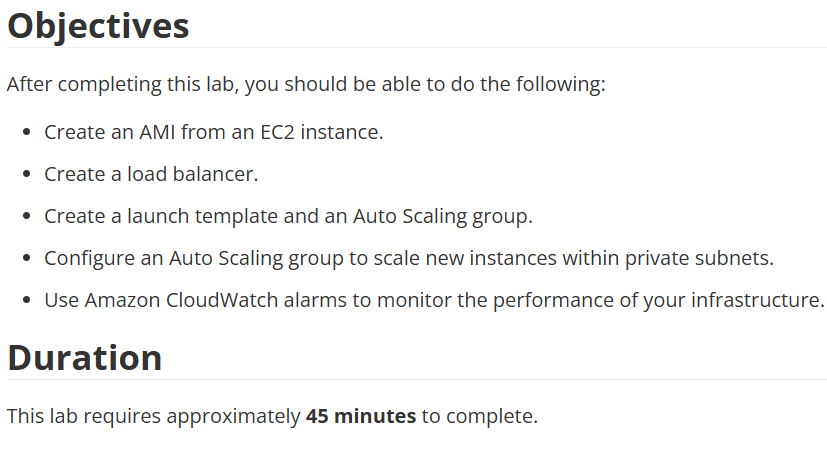 Objectives
After completing this lab, you should be able to do the following:
• Create an AMI from an EC2 instance.
• Create a load balancer.
• Create a launch template and an Auto Scaling group.
• Configure an Auto Scaling group to scale new instances within private subnets.
• Use Amazon CloudWatch alarms to monitor the performance of your infrastructure.
Duration
This lab requires approximately 45 minutes to complete.